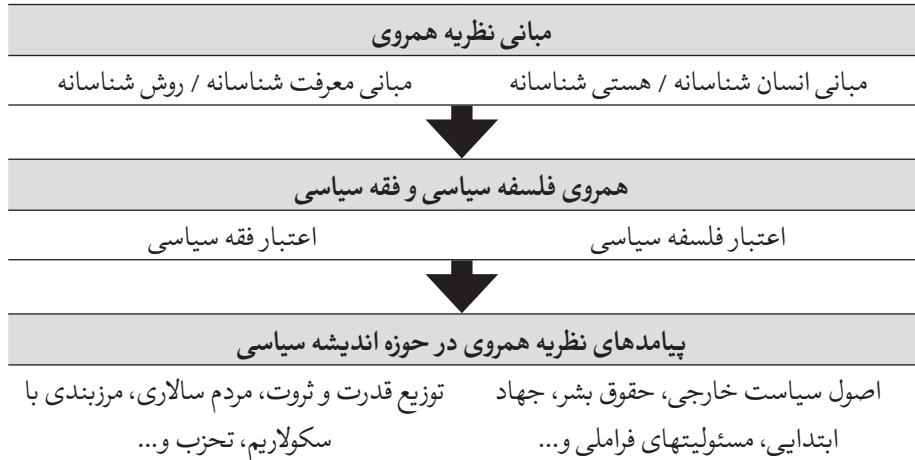 مبانی نظریه همروی
مبانی انسان شناسانه / هستی شناسانه
مبانی معرفت شناسانه / روش شناسانه
همروی فلسفه سیاسی و فقه سیاسی
اعتبار فلسفه سیاسی
اعتبار فقه سیاسی
پیامدهای نظریه همروی در حوزه اندیشه سیاسی
اصول سیاست خارجی، حقوق بشر، جهاد
ابتدایی، مسئولیتهای فراملی و...
توزیع قدرت و ثروت، مردم سالاری، مرزبندی با
سکولاریم، تحزب و...